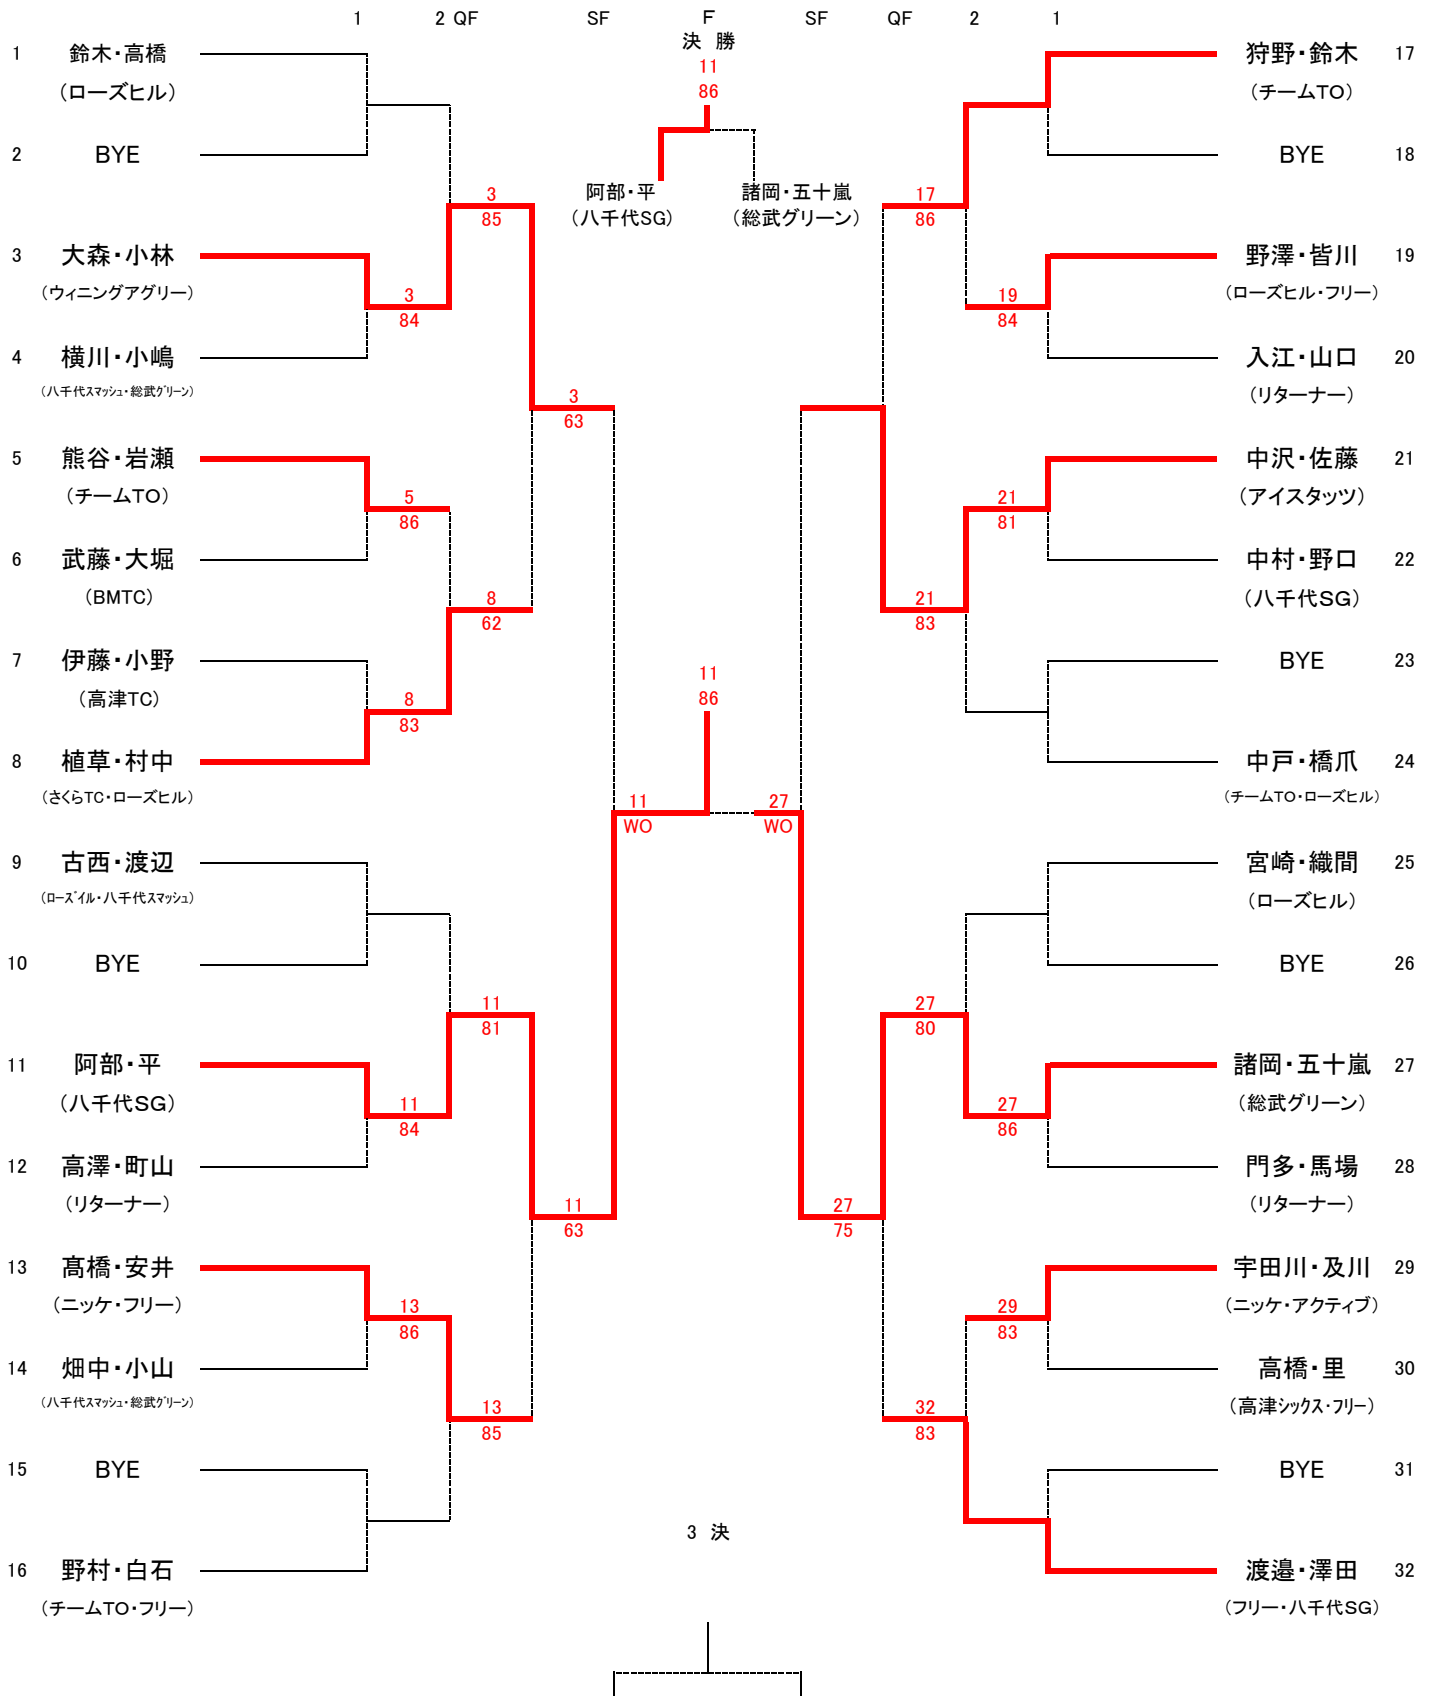 1 2 QF SF F SF QF 2 1
決 勝
11
86
阿部・平 諸岡・五十嵐
（八千代SG） （総武グリーン）
1 鈴木・高橋
（ローズヒル）
2 BYE
3
85
3 大森・小林
（ウィニングアグリー）
3
84
4 横川・小嶋
（八千代スマッシュ・総武グリーン）
3
63
5 熊谷・岩瀬
（チームTO）
5
86
6 武藤・大堀
（BMTC）
8
62
7 伊藤・小野
（高津TC）
8
83
8 植草・村中
（さくらTC・ローズヒル）
11
WO
9 古西・渡辺
（ローズイル・八千代スマッシュ）
10 BYE
11
81
11 阿部・平
（八千代SG）
11
84
12 高澤・町山
（リターナー）
11
63
13 髙橋・安井
（ニッケ・フリー）
13
86
14 畑中・小山
（八千代スマッシュ・総武グリーン）
13
85
15 BYE
16 野村・白石
（チームTO・フリー）
11
86
3 決
狩野・鈴木 17
（チームTO）
BYE 18
17
86
野澤・皆川 19
（ローズヒル・フリー）
19
84
入江・山口 20
（リターナー）
中沢・佐藤 21
（アイスタッツ）
21
81
中村・野口 22
（八千代SG）
21
83
BYE 23
中戸・橋爪 24
（チームTO・ローズヒル）
27
WO
宮崎・織間 25
（ローズヒル）
BYE 26
27
80
諸岡・五十嵐 27
（総武グリーン）
27
86
門多・馬場 28
（リターナー）
27
75
宇田川・及川 29
（ニッケ・アクティブ）
29
83
高橋・里 30
（高津シックス・フリー）
32
83
BYE 31
渡邉・澤田 32
（フリー・八千代SG）